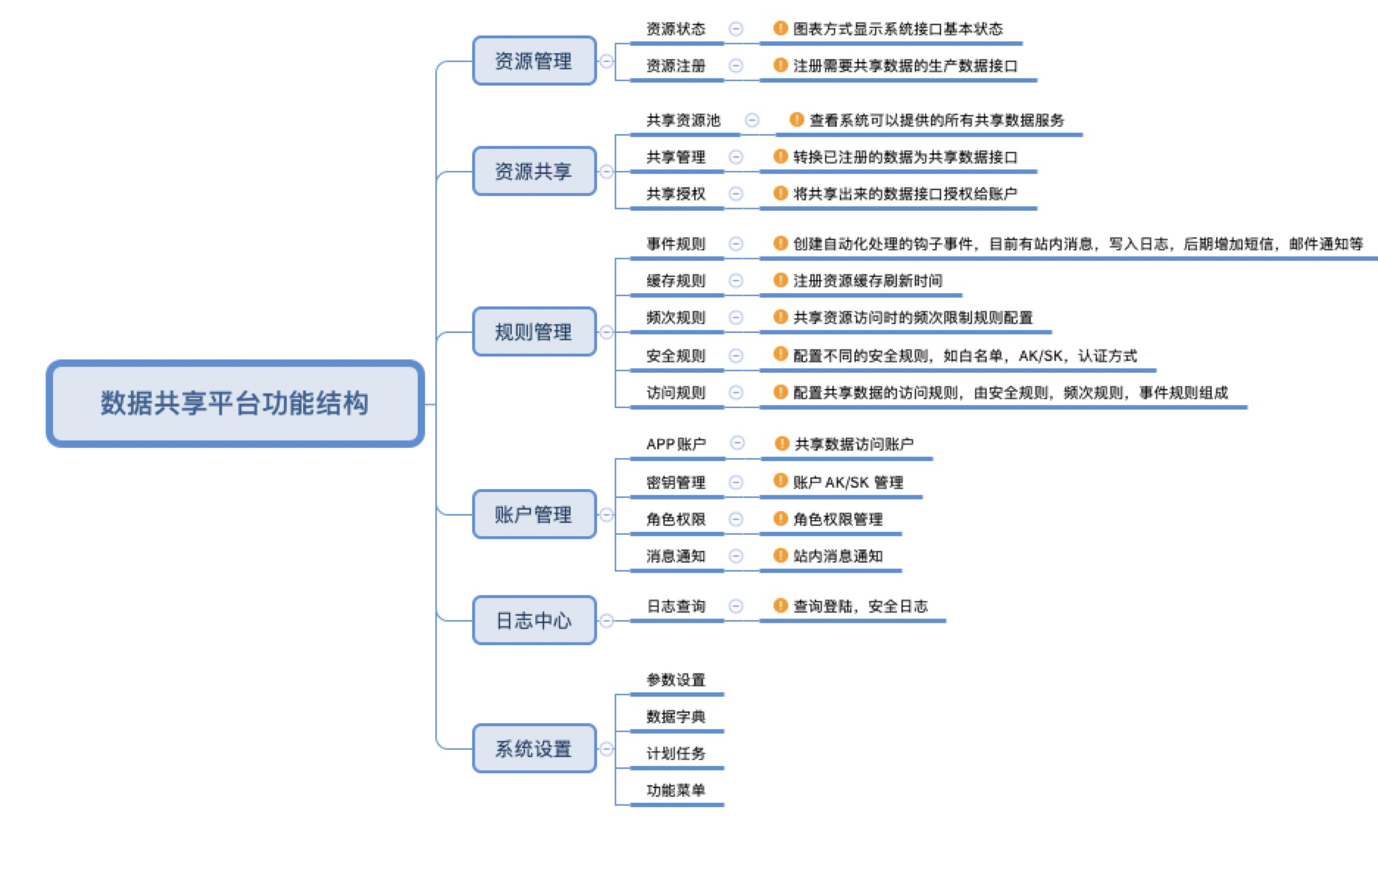 数据共享平台功能结构
资源管理
资源状态
图表方式显示系统接口基本状态
资源注册
注册需要共享数据的生产数据接口
资源共享
共享资源池
查看系统可以提供的所有共享数据服务
共享管理
转换已注册的数据为共享数据接口
共享授权
将共享出来的数据接口授权给账户
规则管理
事件规则
创建自动化处理的钩子事件，目前有站内消息，写入日志，后期增加短信，邮件通知等
缓存规则
注册资源缓存刷新时间
频次规则
共享资源访问时的频次限制规则配置
安全规则
配置不同的安全规则，如白名单，AK/SK，认证方式
访问规则
配置共享数据的访问规则，由安全规则，频次规则，事件规则组成
账户管理
APP账户
共享数据访问账户
密钥管理
账户 AK/SK 管理
角色权限
角色权限管理
消息通知
站内消息通知
日志中心
日志查询
查询登陆，安全日志
系统设置
参数设置
数据字典
计划任务
功能菜单